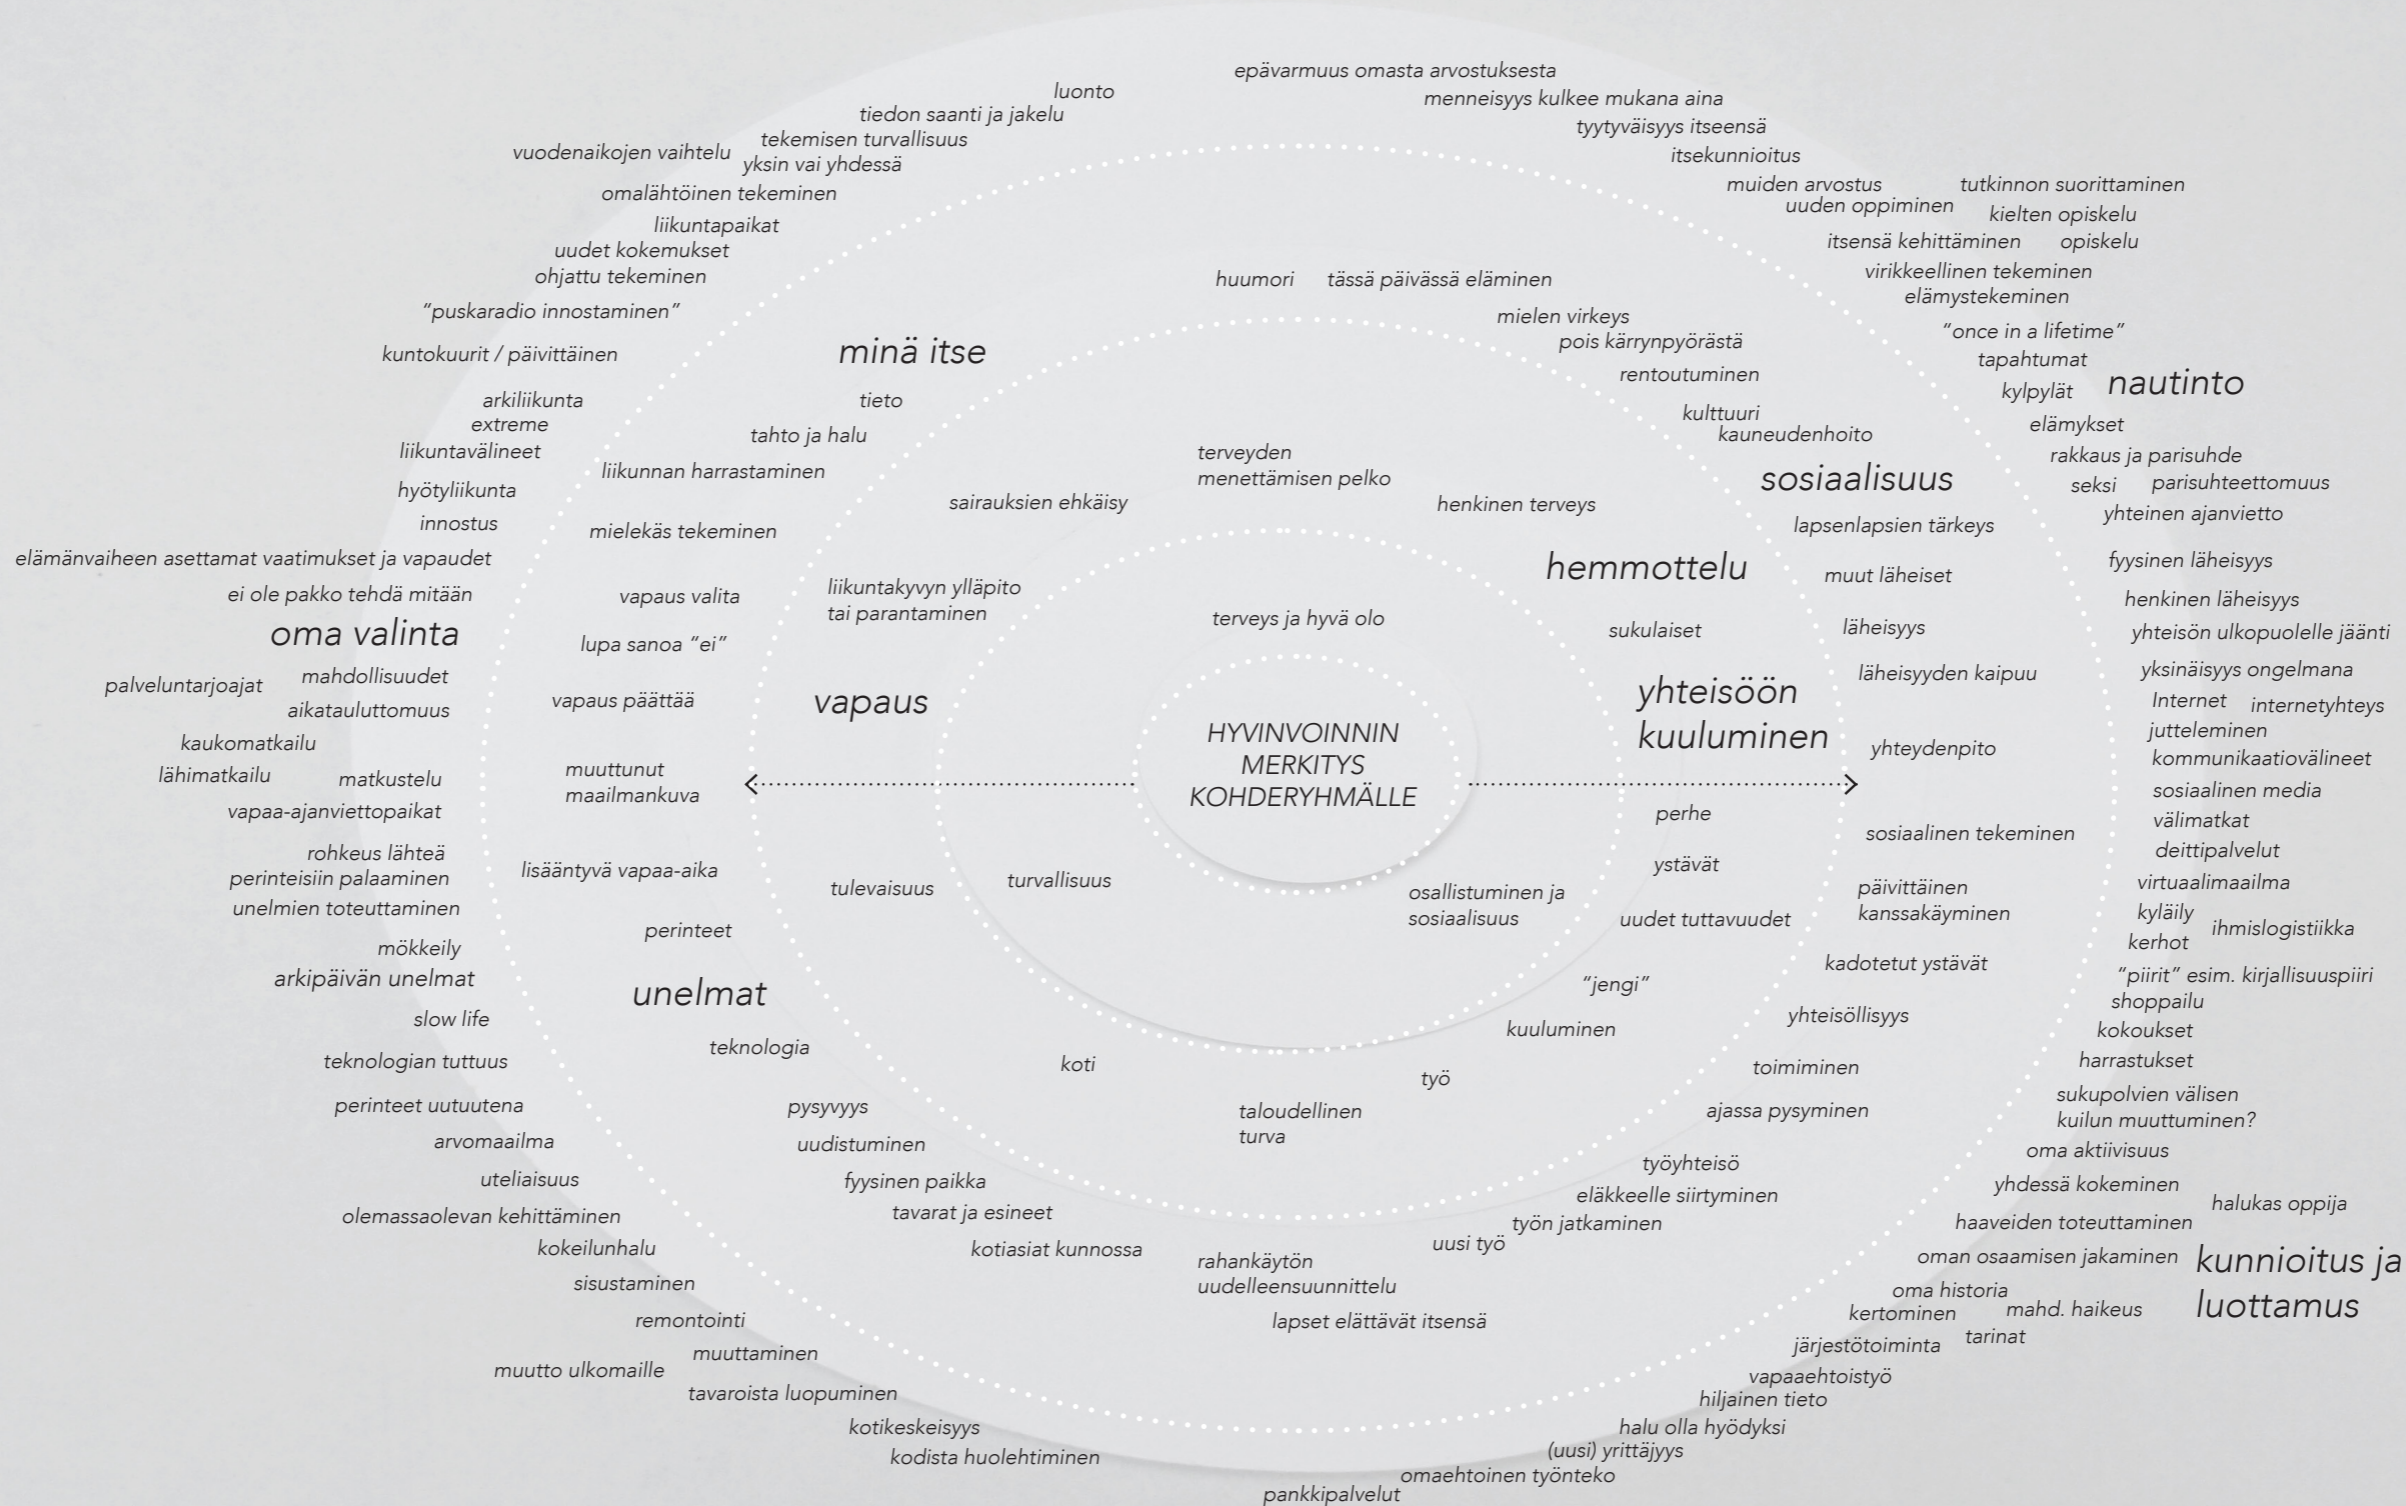 epävarmuus omasta arvostuksesta
luonto
menneisyys kulkee mukana aina
tiedon saanti ja jakelu
tyytyväisyys itseensä
tekemisen turvallisuus
vuodenaikojen vaihtelu
yksin vai yhdessä
itsekunnioitus
omalähtöinen tekeminen
muiden arvostus
tutkinnon suorittaminen
uuden oppiminen
kielten opiskelu
liikuntapaikat
uudet kokemukset
itsensä kehittäminen
opiskelu
ohjattu tekeminen
huumori
tässä päivässä eläminen
virikkeellinen tekeminen
elämystekeminen
“puskaradio innostaminen”
mielen virkeys
“once in a lifetime”
pois kärrynpyörästä
kuntokuurit / päivittäinen
minä itse
tapahtumat
rentoutuminen
nautinto
kylpylät
arkiliikunta
tieto
kulttuuri
extreme
tahto ja halu
kauneudenhoito
elämykset
liikuntavälineet
liikunnan harrastaminen
terveyden
menettämisen pelko
rakkaus ja parisuhde
sosiaalisuus
seksi
parisuhteettomuus
hyötyliikunta
sairauksien ehkäisy
henkinen terveys
yhteinen ajanvietto
innostus
mielekäs tekeminen
lapsenlapsien tärkeys
elämänvaiheen asettamat vaatimukset ja vapaudet
hemmottelu
muut läheiset
fyysinen läheisyys
ei ole pakko tehdä mitään
vapaus valita
liikuntakyvyn ylläpito
tai parantaminen
henkinen läheisyys
oma valinta
lupa sanoa “ei”
terveys ja hyvä olo
sukulaiset
läheisyys
yhteisön ulkopuolelle jäänti
palveluntarjoajat
mahdollisuudet
läheisyyden kaipuu
yksinäisyys ongelmana
aikatauluttomuus
vapaus päättää
vapaus
yhteisöön
kuuluminen
Internet
internetyhteys
kaukomatkailu
HYVINVOINNIN
MERKITYS
KOHDERYHMÄLLE
yhteydenpito
jutteleminen
kommunikaatiovälineet
lähimatkailu
matkustelu
muuttunut
maailmankuva
sosiaalinen media
vapaa-ajanviettopaikat
perhe
välimatkat
rohkeus lähteä
sosiaalinen tekeminen
deittipalvelut
perinteisiin palaaminen
lisääntyvä vapaa-aika
tulevaisuus
turvallisuus
ystävät
osallistuminen ja
sosiaalisuus
päivittäinen
kanssakäyminen
virtuaalimaailma
unelmien toteuttaminen
uudet tuttavuudet
kyläily
ihmislogistiikka
mökkeily
perinteet
kerhot
arkipäivän unelmat
unelmat
“jengi”
kadotetut ystävät
“piirit” esim. kirjallisuuspiiri
shoppailu
slow life
kuuluminen
yhteisöllisyys
kokoukset
teknologian tuttuus
teknologia
koti
työ
toimiminen
harrastukset
perinteet uutuutena
pysyvyys
taloudellinen
turva
ajassa pysyminen
sukupolvien välisen
kuilun muuttuminen?
arvomaailma
uudistuminen
työyhteisö
oma aktiivisuus
uteliaisuus
fyysinen paikka
eläkkeelle siirtyminen
yhdessä kokeminen
halukas oppija
olemassaolevan kehittäminen
tavarat ja esineet
työn jatkaminen
haaveiden toteuttaminen
kokeilunhalu
kotiasiat kunnossa
uusi työ
oman osaamisen jakaminen
kunnioitus ja
luottamus
sisustaminen
rahankäytön
uudelleensuunnittelu
oma historia
kertominen
mahd. haikeus
remontointi
lapset elättävät itsensä
järjestötoiminta
tarinat
muuttaminen
muutto ulkomaille
vapaaehtoistyö
tavaroista luopuminen
hiljainen tieto
kotikeskeisyys
halu olla hyödyksi
kodista huolehtiminen
(uusi) yrittäjyys
omaehtoinen työnteko
pankkipalvelut